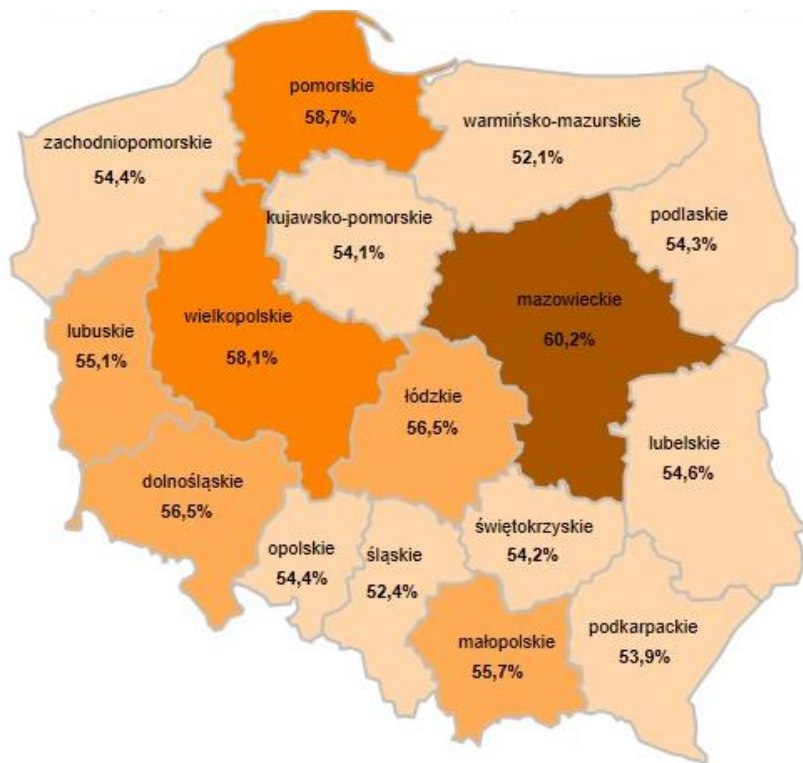 pomorskie
58,7%
warmińsko-mazurskie
52,1%
zachodniopomorskie
54,4%
kujawsko-pomorskie
54,1%
podlaskie
54,3%
mazowieckie
60,2%
wielkopolskie
58,1%
lubuskie
55,1%
łódzkie
56,5%
lubelskie
54,6%
dolnośląskie
56,5%
świętokrzyskie
54,2%
opolskie
54,4%
śląskie
52,4%
podkarpackie
53,9%
małopolskie
55,7%